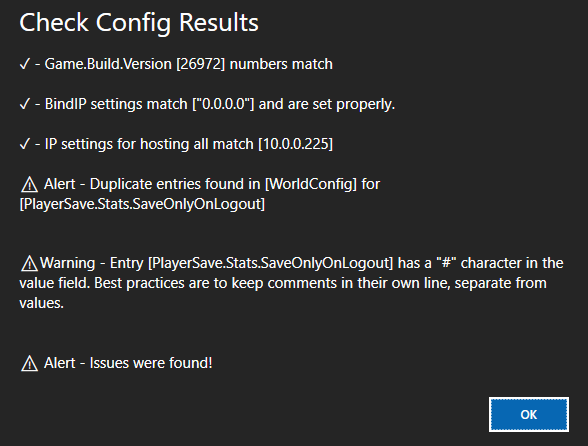 Check Config Results
✓ - Game.Build.Version [26972] numbers match
✓ - BindIP settings match ["0.0.0.0"] and are set properly.
✓ - IP settings for hosting all match [10.0.0.225]
⚠ Alert - Duplicate entries found in [WorldConfig] for
[PlayerSave.Stats.SaveOnlyOnLogout]
⚠Warning - Entry [PlayerSave.Stats.SaveOnlyOnLogout] has a "#" character in the
value field. Best practices are to keep comments in their own line, separate from
values.
⚠ Alert - Issues were found!
OK